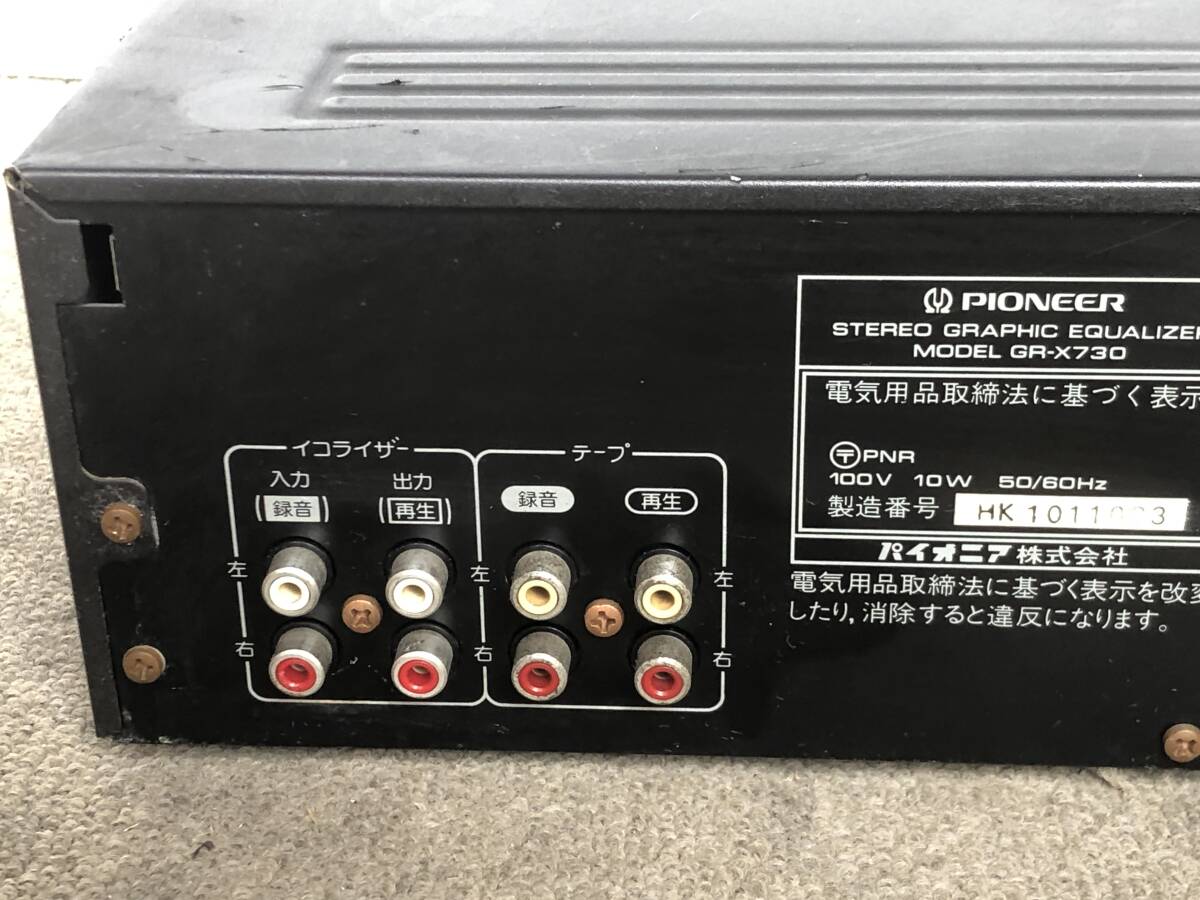 PIONEER
STEREO GRAPHIC EQUALIZER
MODEL GR-X730
電気用品取締法に基づく表示
〒PNR
100V 10W 50/60Hz
製造番号
パイオニア株式会社
電気用品取締法に基づく表示を改変
したり,消除すると違反になります。
イコライザー
入力 出力
(録音) (再生)
左
右
テープ
録音 再生
左 左
右 右